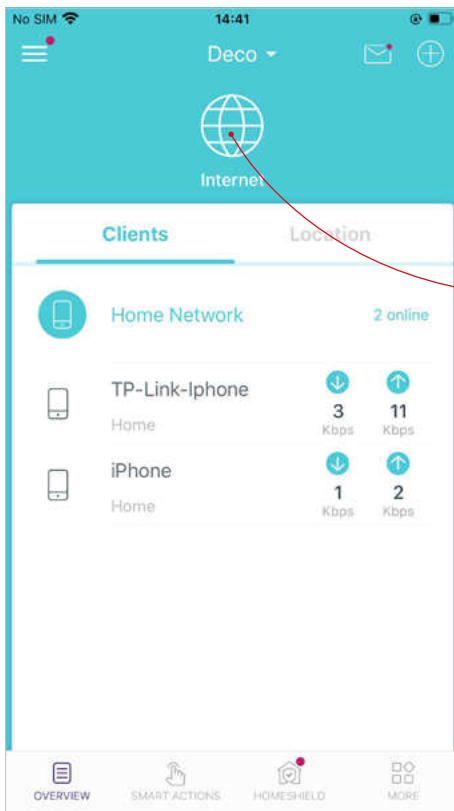 No SIM 14:41
Deco
Internet
Clients Location
Home Network 2 online
TP-Link-Iphone 3 11
Home Kbps Kbps
iPhone 1 2
Home Kbps Kbps
OVERVIEW SMART ACTIONS HOMESHIELD MORE